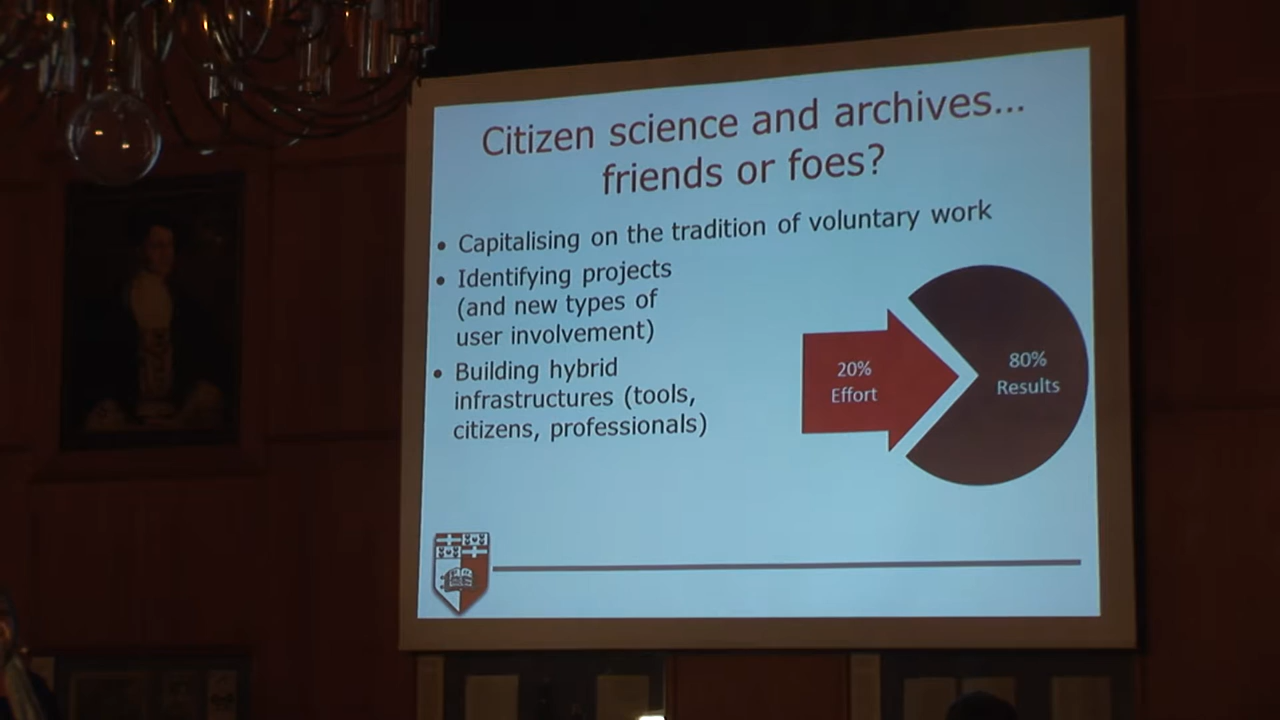 Citizen science and archives...
friends or foes?
• Capitalising on the tradition of voluntary work
• Identifying projects
(and new types of
user involvement)
• Building hybrid
infrastructures (tools,
citizens, professionals)
20%
Effort
80%
Results